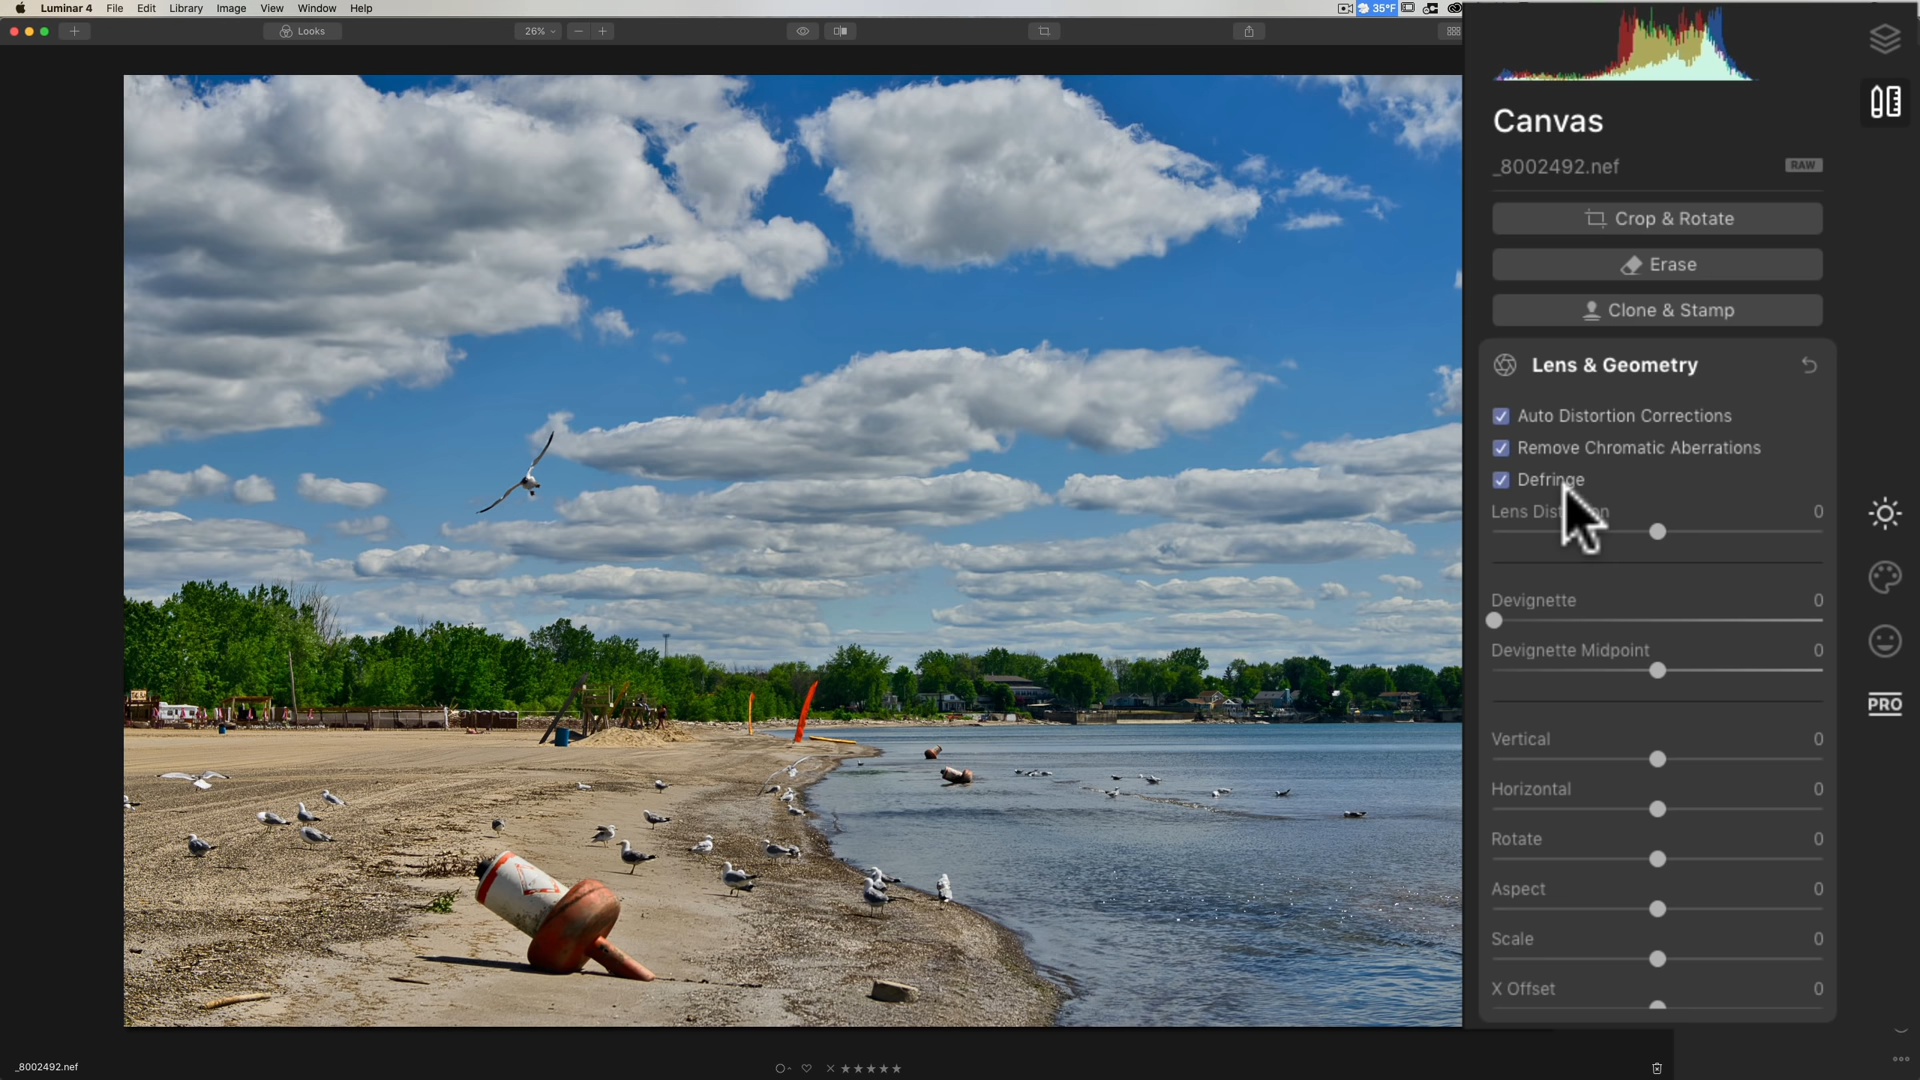 Luminar 4 File Edit Library Image View Window Help 35°F
Looks 26%
Canvas
_8002492.nef RAW
Crop & Rotate
Erase
Clone & Stamp
Lens & Geometry
Auto Distortion Corrections
Remove Chromatic Aberrations
Defringe
Lens 0
Devignette 0
Devignette Midpoint 0
PRO
Vertical 0
Horizontal 0
Rotate 0
Aspect 0
Scale 0
X Offset 0
_8002492.nef